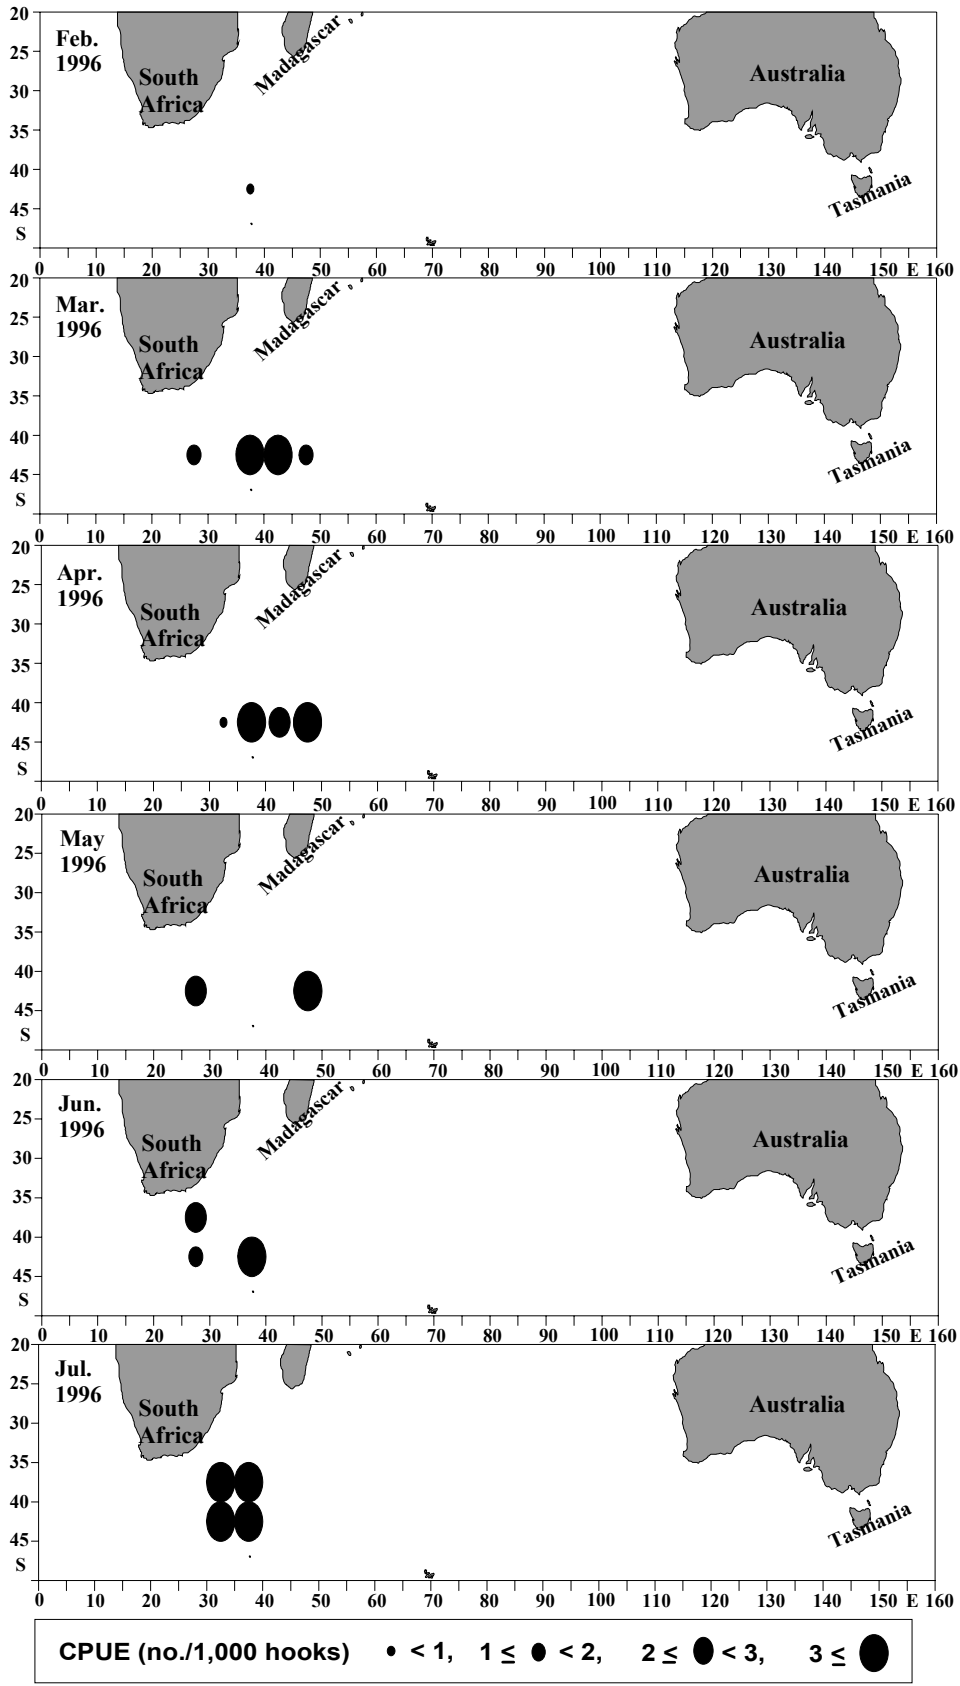 20
Feb.
1996
25
30
35
40
45
S
South
Africa
Madagascar
Australia
Tasmania
0 10 20 30 40 50 60 70 80 90 100 110 120 130 140 150 E 160
20
Mar.
1996
25
30
35
40
45
S
South
Africa
Madagascar
Australia
Tasmania
0 10 20 30 40 50 60 70 80 90 100 110 120 130 140 150 E 160
20
Apr.
1996
25
30
35
40
45
S
South
Africa
Madagascar
Australia
Tasmania
0 10 20 30 40 50 60 70 80 90 100 110 120 130 140 150 E 160
20
May
1996
25
30
35
40
45
S
South
Africa
Madagascar
Australia
Tasmania
0 10 20 30 40 50 60 70 80 90 100 110 120 130 140 150 E 160
20
Jun.
1996
25
30
35
40
45
S
South
Africa
Madagascar
Australia
Tasmania
0 10 20 30 40 50 60 70 80 90 100 110 120 130 140 150 E 160
20
Jul.
1996
25
30
35
40
45
S
South
Africa
Australia
Tasmania
0 10 20 30 40 50 60 70 80 90 100 110 120 130 140 150 E 160
CPUE (no./1,000 hooks) < 1, 1 ≤ < 2, 2 ≤ < 3, 3 ≤